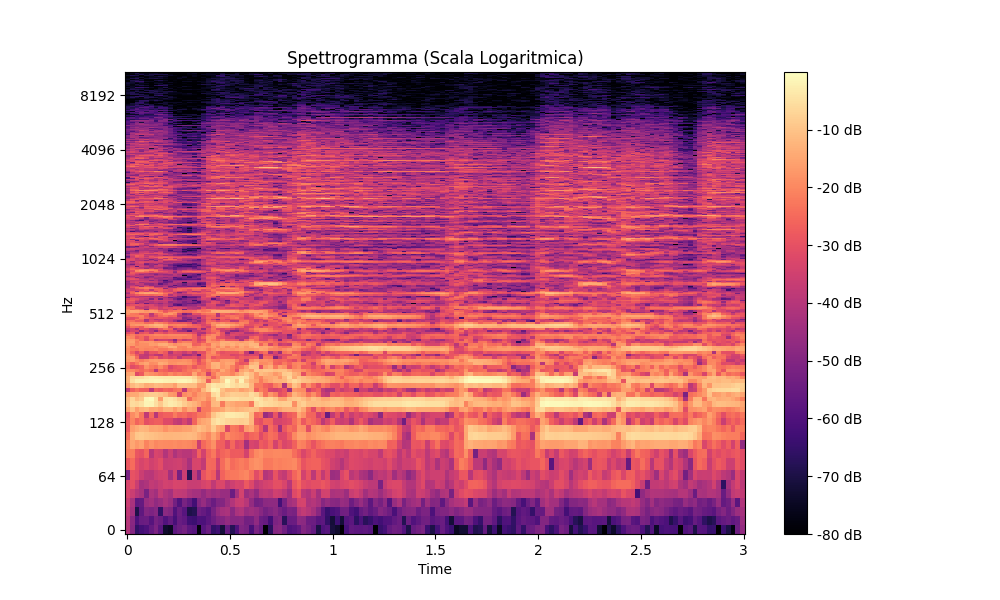 Spettrogramma (Scala Logaritmica)
8192
4096
2048
1024
512
256
128
64
0
Hz
0
0.5
1
1.5
2
2.5
3
Time
-10 dB
-20 dB
-30 dB
-40 dB
-50 dB
-60 dB
-70 dB
-80 dB